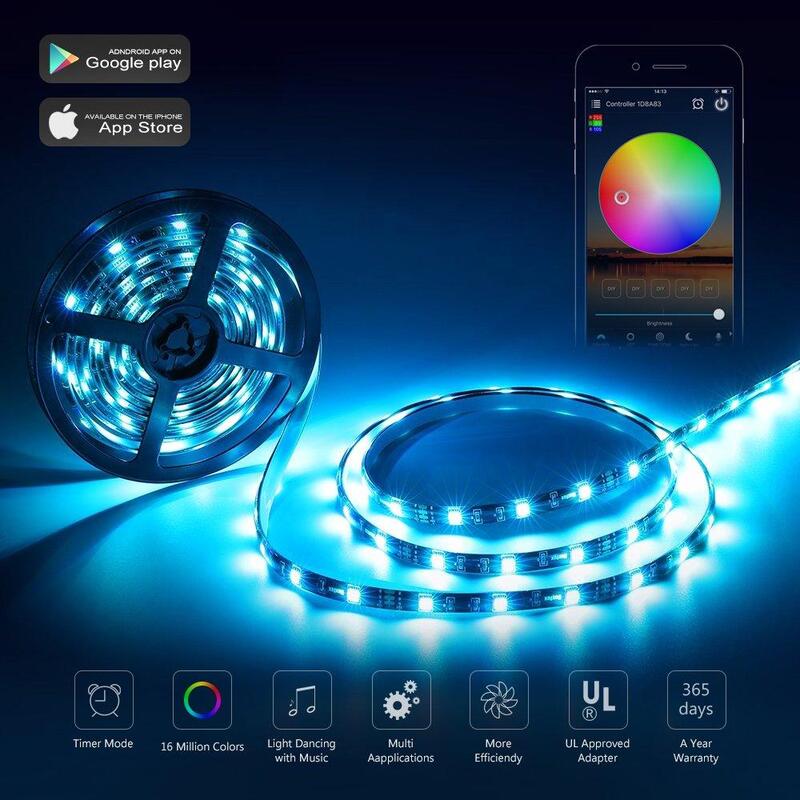 ADNDROID APP ON
Google play
AVAILABLE ON THE IPHONE
App Store
14:13
Controller 1D8A83
DIY DIY DIY DIY DIY
Brightness
UL
®
365
days
Timer Mode
16 Million Colors
Light Dancing
with Music
Multi
Aapplications
More
Efficiendy
UL Approved
Adapter
A Year
Warranty